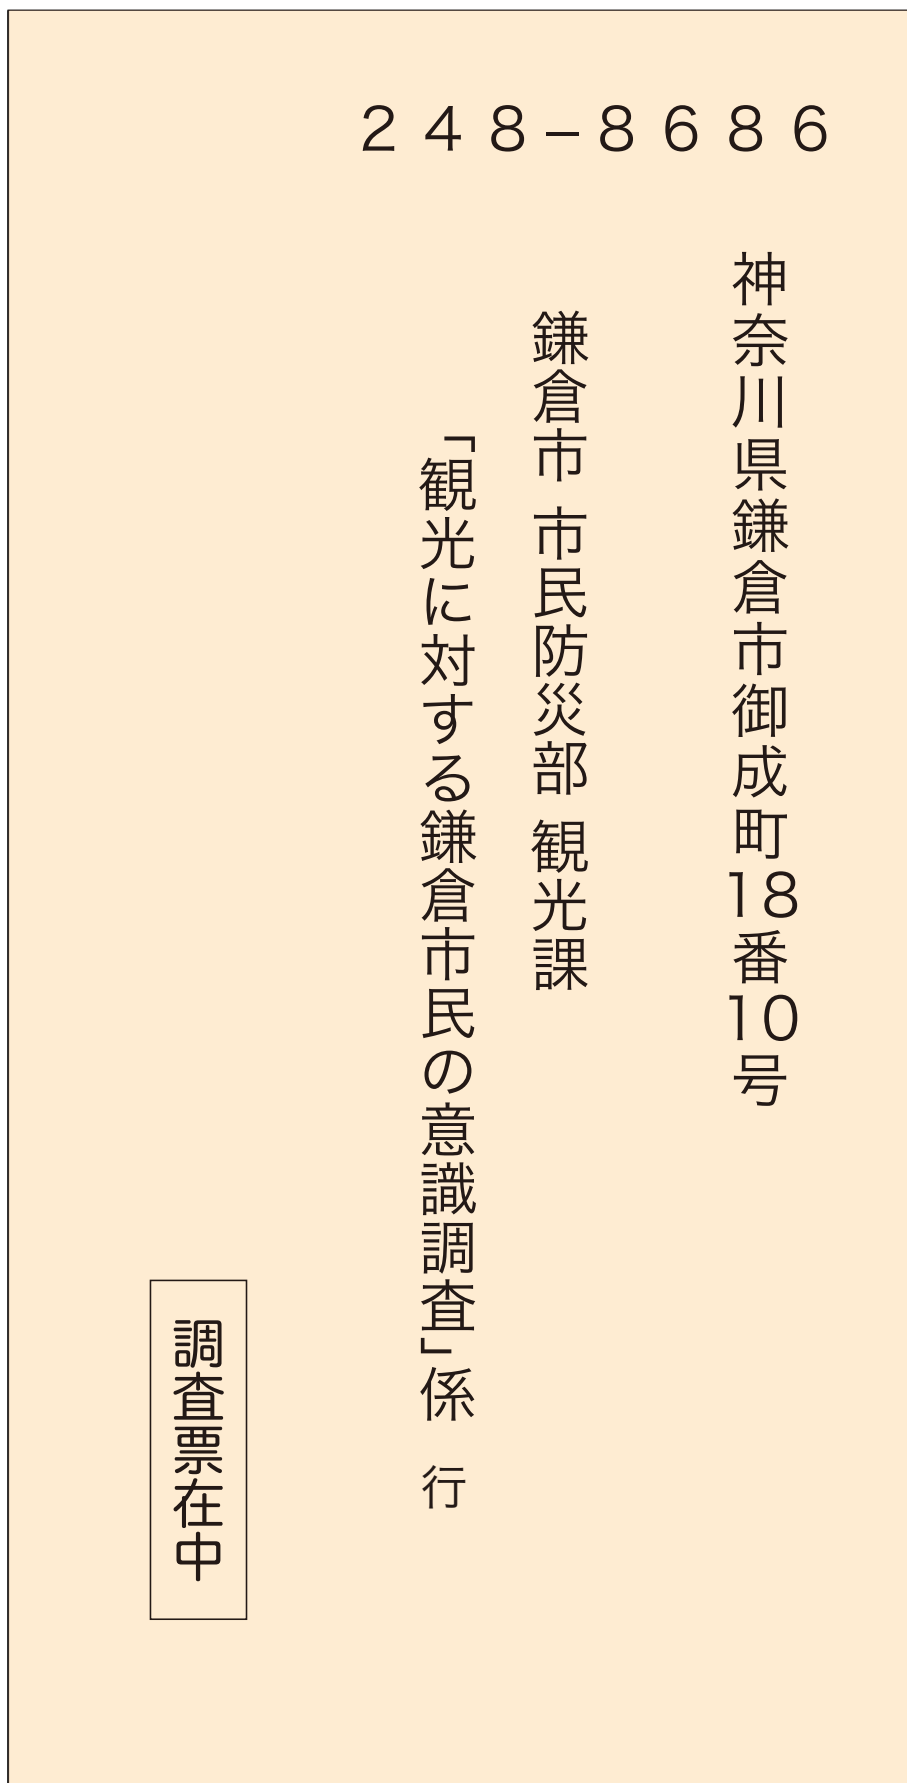 248-8686
神奈川県鎌倉市御成町18番10号
鎌倉市 市民防災部 観光課
「観光に対する鎌倉市民の意識調査」係 行
調査票在中